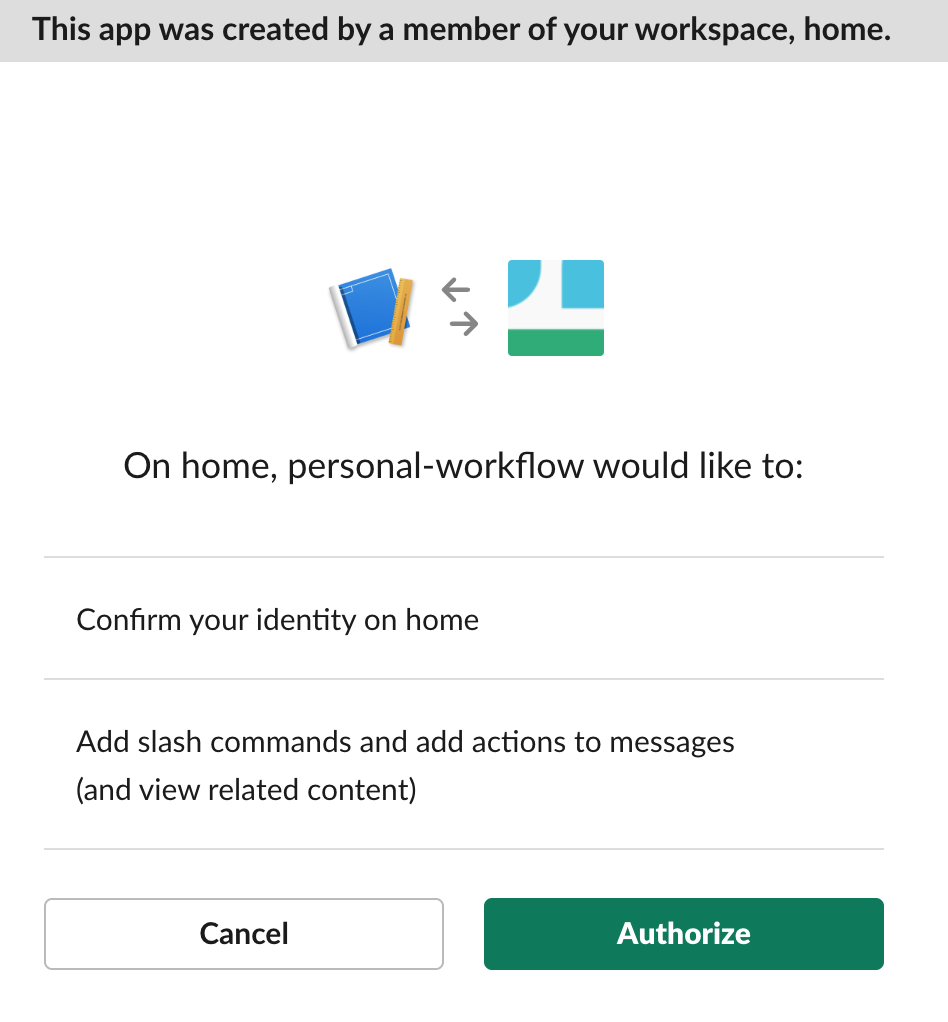 This app was created by a member of your workspace, home.
On home, personal-workflow would like to:
Confirm your identity on home
Add slash commands and add actions to messages
(and view related content)
Cancel
Authorize